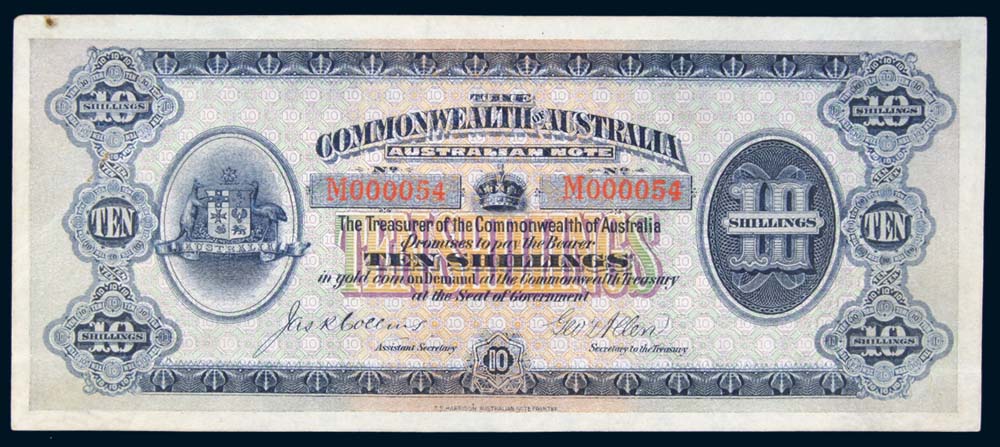 THE
COMMONWEALTH OF AUSTRALIA
AUSTRALIAN NOTE
No No
M000054 M000054
The Treasurer of the Commonwealth of Australia
Promises to pay the Bearer
TEN SHILLINGS
in gold coin on Demand at the Commonwealth Treasury
at the Seat of Government
Jas R Collins Geo T Allen
Assistant Secretary Secretary to the Treasury
10
T.S. HARRISON AUSTRALIAN NOTE PRINTER
10 SHILLINGS
TEN
10 SHILLINGS
AUSTRALIA
10 SHILLINGS
10 SHILLINGS
TEN
10 SHILLINGS